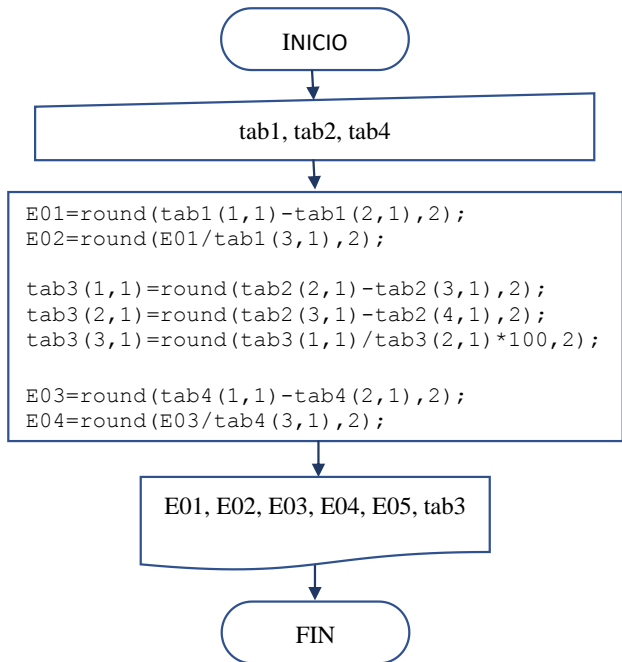 INICIO
tab1, tab2, tab4
E01=round(tab1(1,1)-tab1(2,1),2);
E02=round(E01/tab1(3,1),2);
tab3(1,1)=round(tab2(2,1)-tab2(3,1),2);
tab3(2,1)=round(tab2(3,1)-tab2(4,1),2);
tab3(3,1)=round(tab3(1,1)/tab3(2,1)*100,2);
E03=round(tab4(1,1)-tab4(2,1),2);
E04=round(E03/tab4(3,1),2);
E01, E02, E03, E04, E05, tab3
FIN